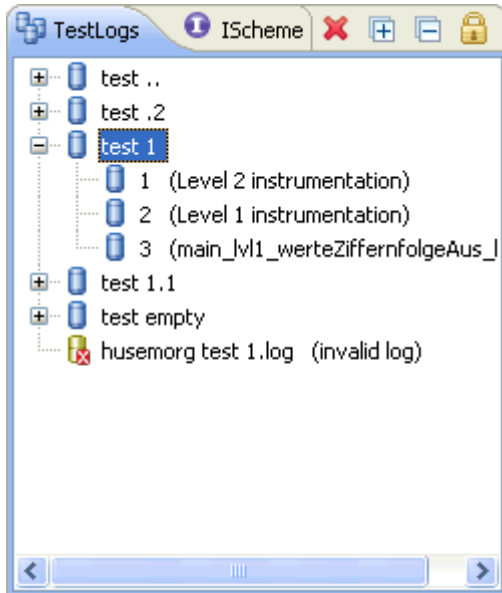 TestLogs IScheme
test ..
test .2
test 1
1 (Level 2 instrumentation)
2 (Level 1 instrumentation)
3 (main_lvl1_werteZiffernfolgeAus_l
test 1.1
test empty
husemorg test 1.log (invalid log)